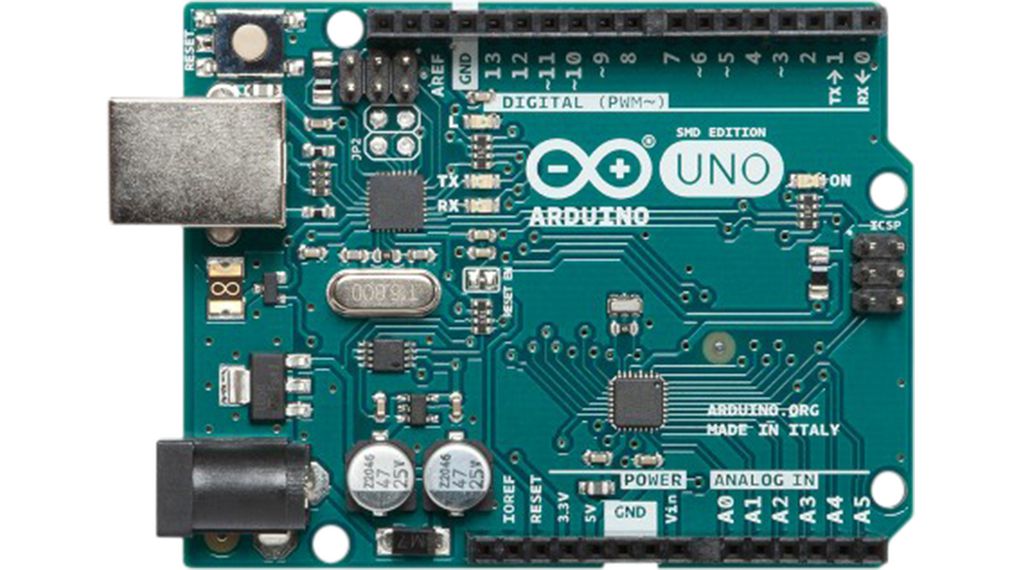 RESET
AREF
GND
13
12
~11
~10
~9
8
7
~6
~5
4
~3
2
TX→1
RX←0
DIGITAL (PWM~)
JP2
L
TX
RX
SMD EDITION
®
UNO
ARDUINO
ON
ICSP
T16.000
RESET EN
ARDUINO.ORG
MADE IN ITALY
Z2046
47
25V
Z2046
47
25V
M7
POWER
ANALOG IN
IOREF
RESET
3.3V
5V
GND
Vin
A0
A1
A2
A3
A4
A5